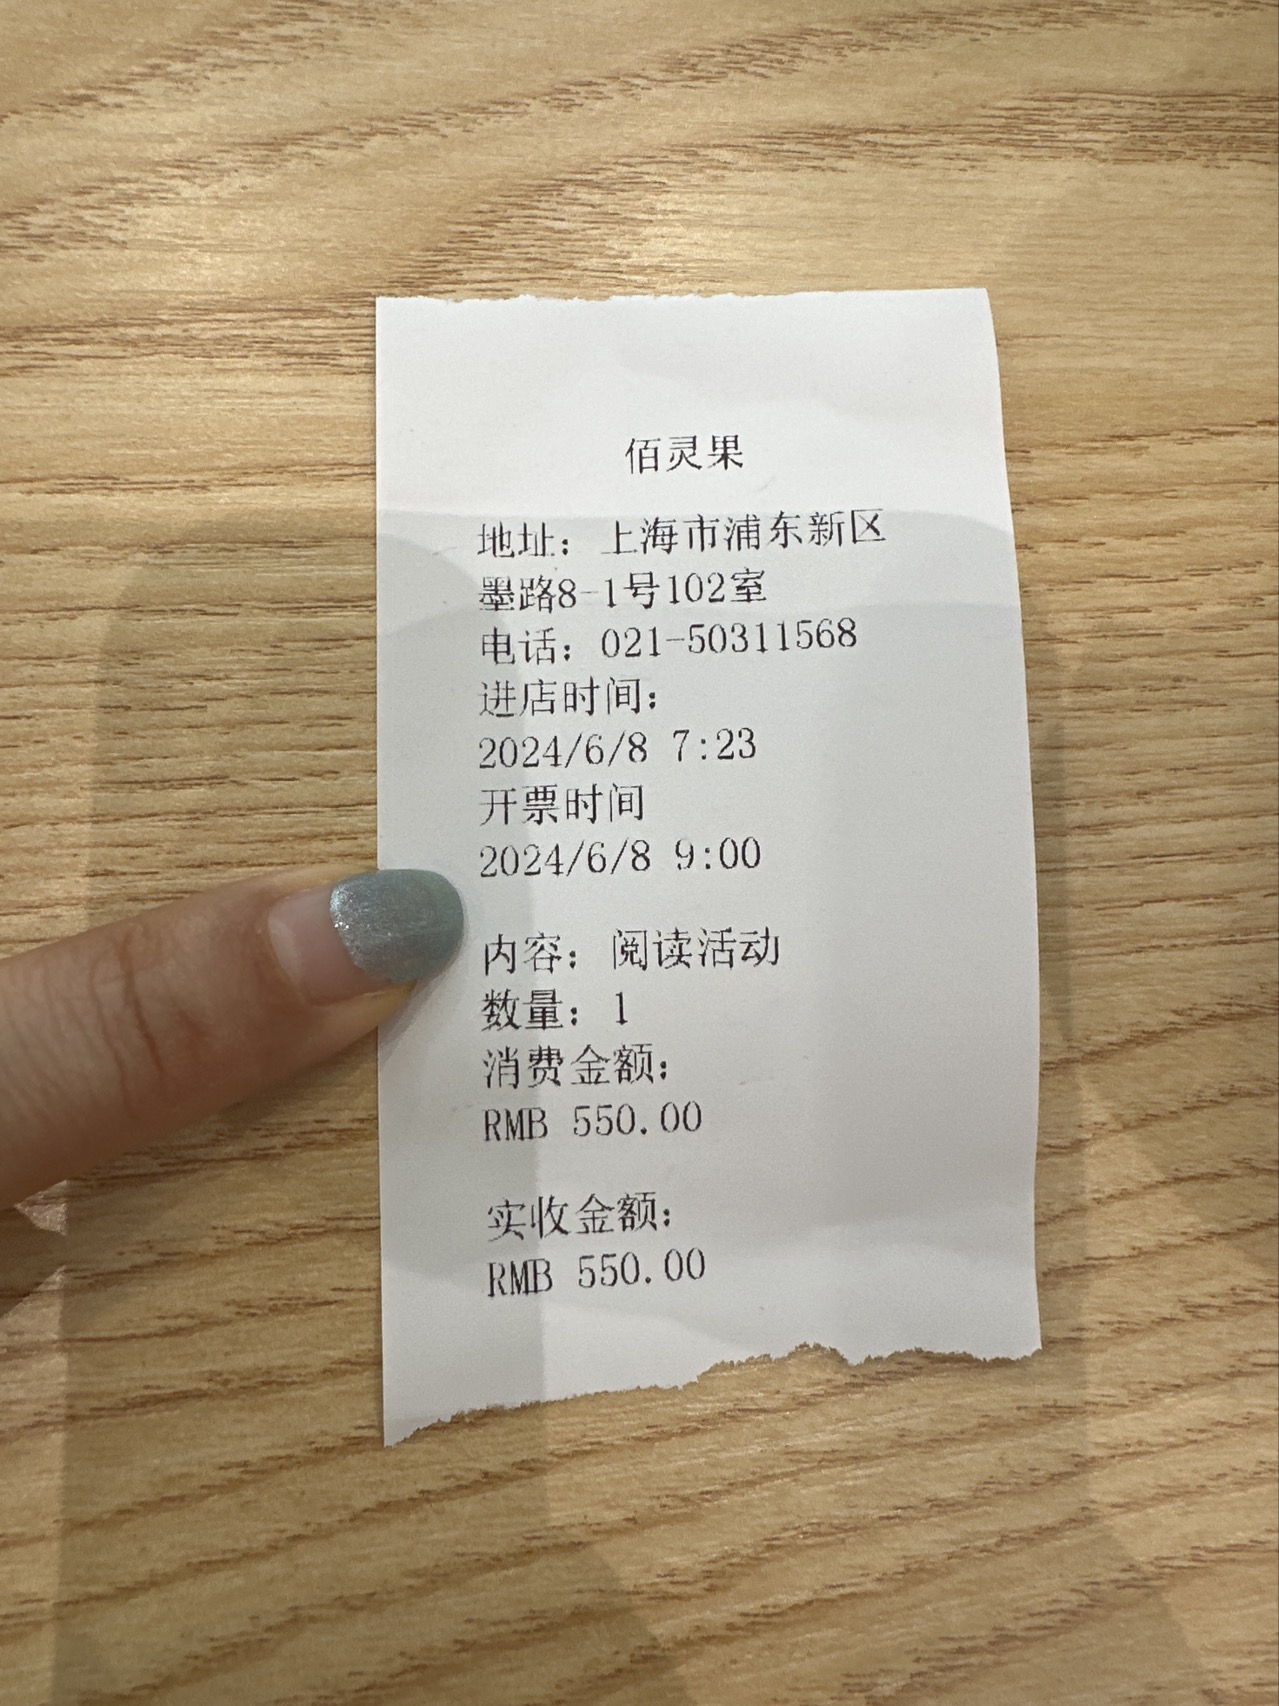 佰灵果
地址：上海市浦东新区
墨路8-1号102室
电话：021-50311568
进店时间：
2024/6/8 7:23
开票时间
2024/6/8 9:00
内容：阅读活动
数量：1
消费金额：
RMB 550.00
实收金额：
RMB 550.00